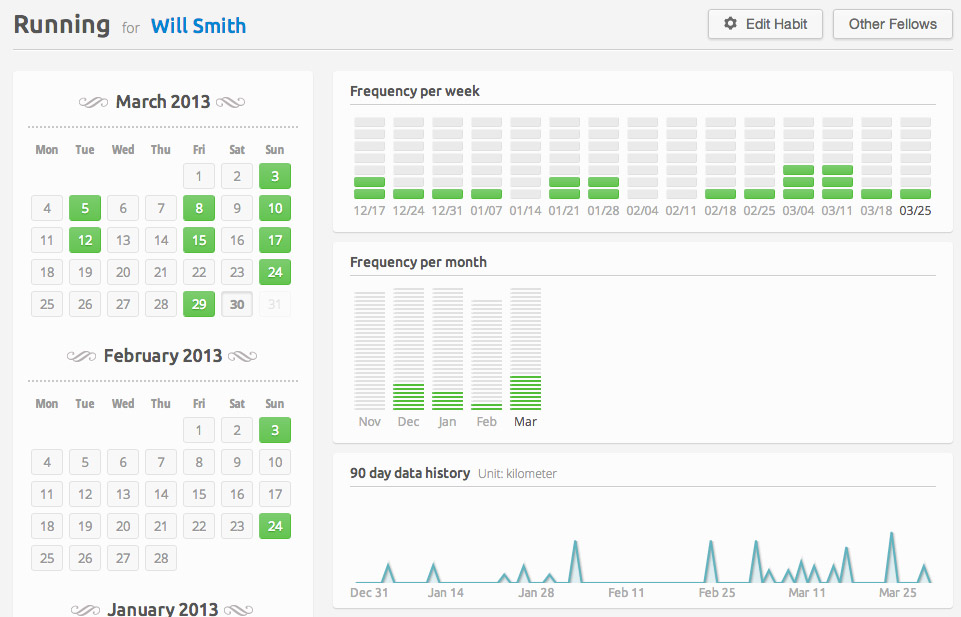 Running for Will Smith
Edit Habit
Other Fellows
March 2013
Mon Tue Wed Thu Fri Sat Sun
1 2 3
4 5 6 7 8 9 10
11 12 13 14 15 16 17
18 19 20 21 22 23 24
25 26 27 28 29 30 31
February 2013
Mon Tue Wed Thu Fri Sat Sun
1 2 3
4 5 6 7 8 9 10
11 12 13 14 15 16 17
18 19 20 21 22 23 24
25 26 27 28
January 2013
Frequency per week
12/17 12/24 12/31 01/07 01/14 01/21 01/28 02/04 02/11 02/18 02/25 03/04 03/11 03/18 03/25
Frequency per month
Nov Dec Jan Feb Mar
90 day data history Unit: kilometer
Dec 31 Jan 14 Jan 28 Feb 11 Feb 25 Mar 11 Mar 25